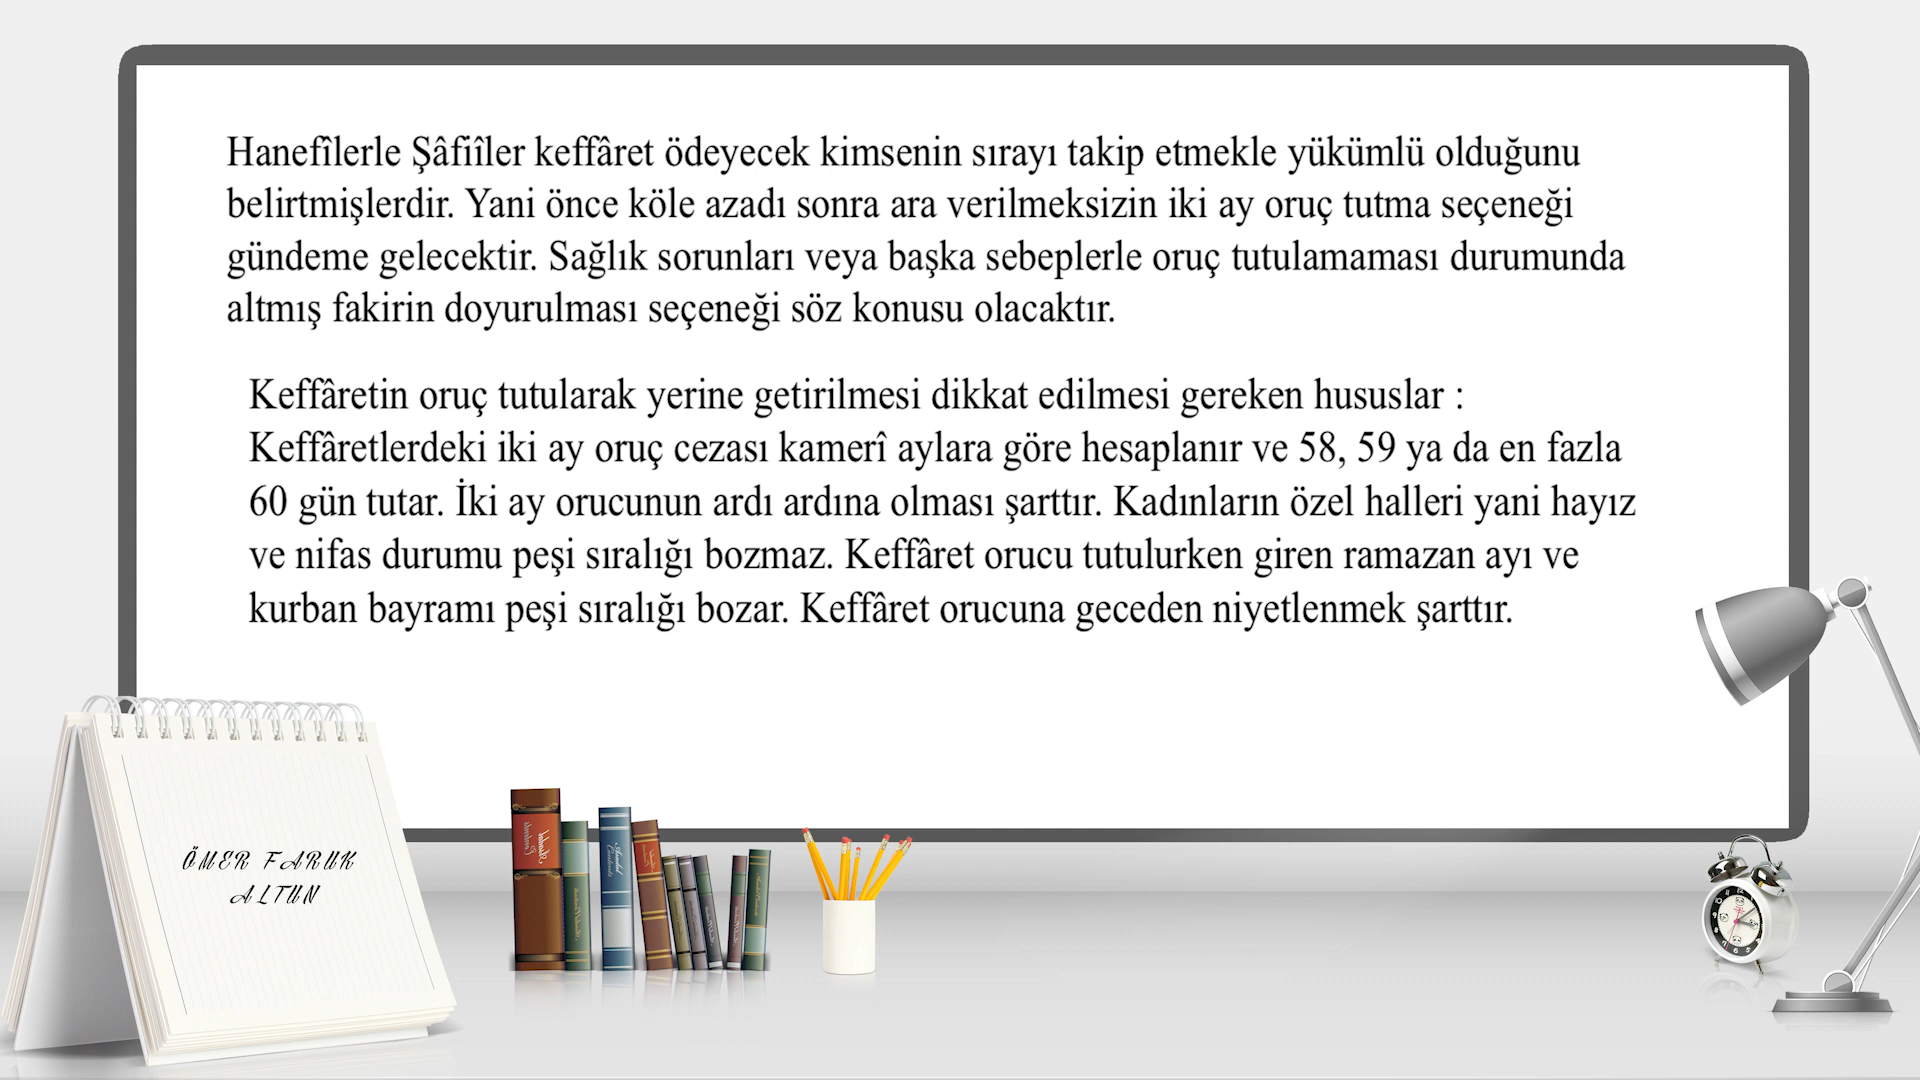 Hanefîlerle Şâfiîler keffâret ödeyecek kimsenin sırayı takip etmekle yükümlü olduğunu
belirtmişlerdir. Yani önce köle azadı sonra ara verilmeksizin iki ay oruç tutma seçeneği
gündeme gelecektir. Sağlık sorunları veya başka sebeplerle oruç tutulamaması durumunda
altmış fakirin doyurulması seçeneği söz konusu olacaktır.
Keffâretin oruç tutularak yerine getirilmesi dikkat edilmesi gereken hususlar :
Keffâretlerdeki iki ay oruç cezası kamerî aylara göre hesaplanır ve 58, 59 ya da en fazla
60 gün tutar. İki ay orucunun ardı ardına olması şarttır. Kadınların özel halleri yani hayız
ve nifas durumu peşi sıralığı bozmaz. Keffâret orucu tutulurken giren ramazan ayı ve
kurban bayramı peşi sıralığı bozar. Keffâret orucuna geceden niyetlenmek şarttır.
ÖMER FARUK
ALTUN